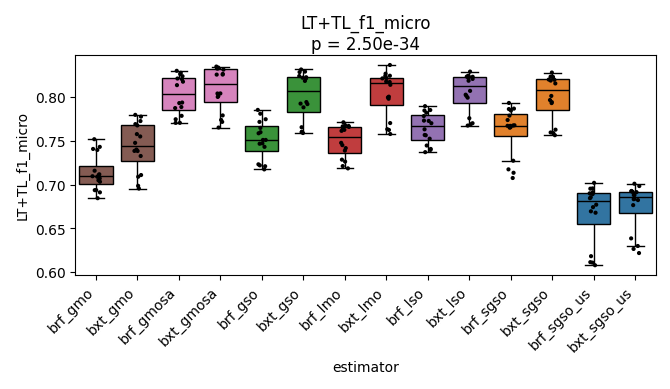 LT+TL_f1_micro
p = 2.50e-34
LT+TL_f1_micro
0.80
0.75
0.70
0.65
0.60
brf_gmo
bxt_gmo
brf_gmosa
bxt_gmosa
brf_gso
bxt_gso
brf_lmo
bxt_lmo
brf_lso
bxt_lso
brf_sgso
bxt_sgso
brf_sgso_us
bxt_sgso_us
estimator